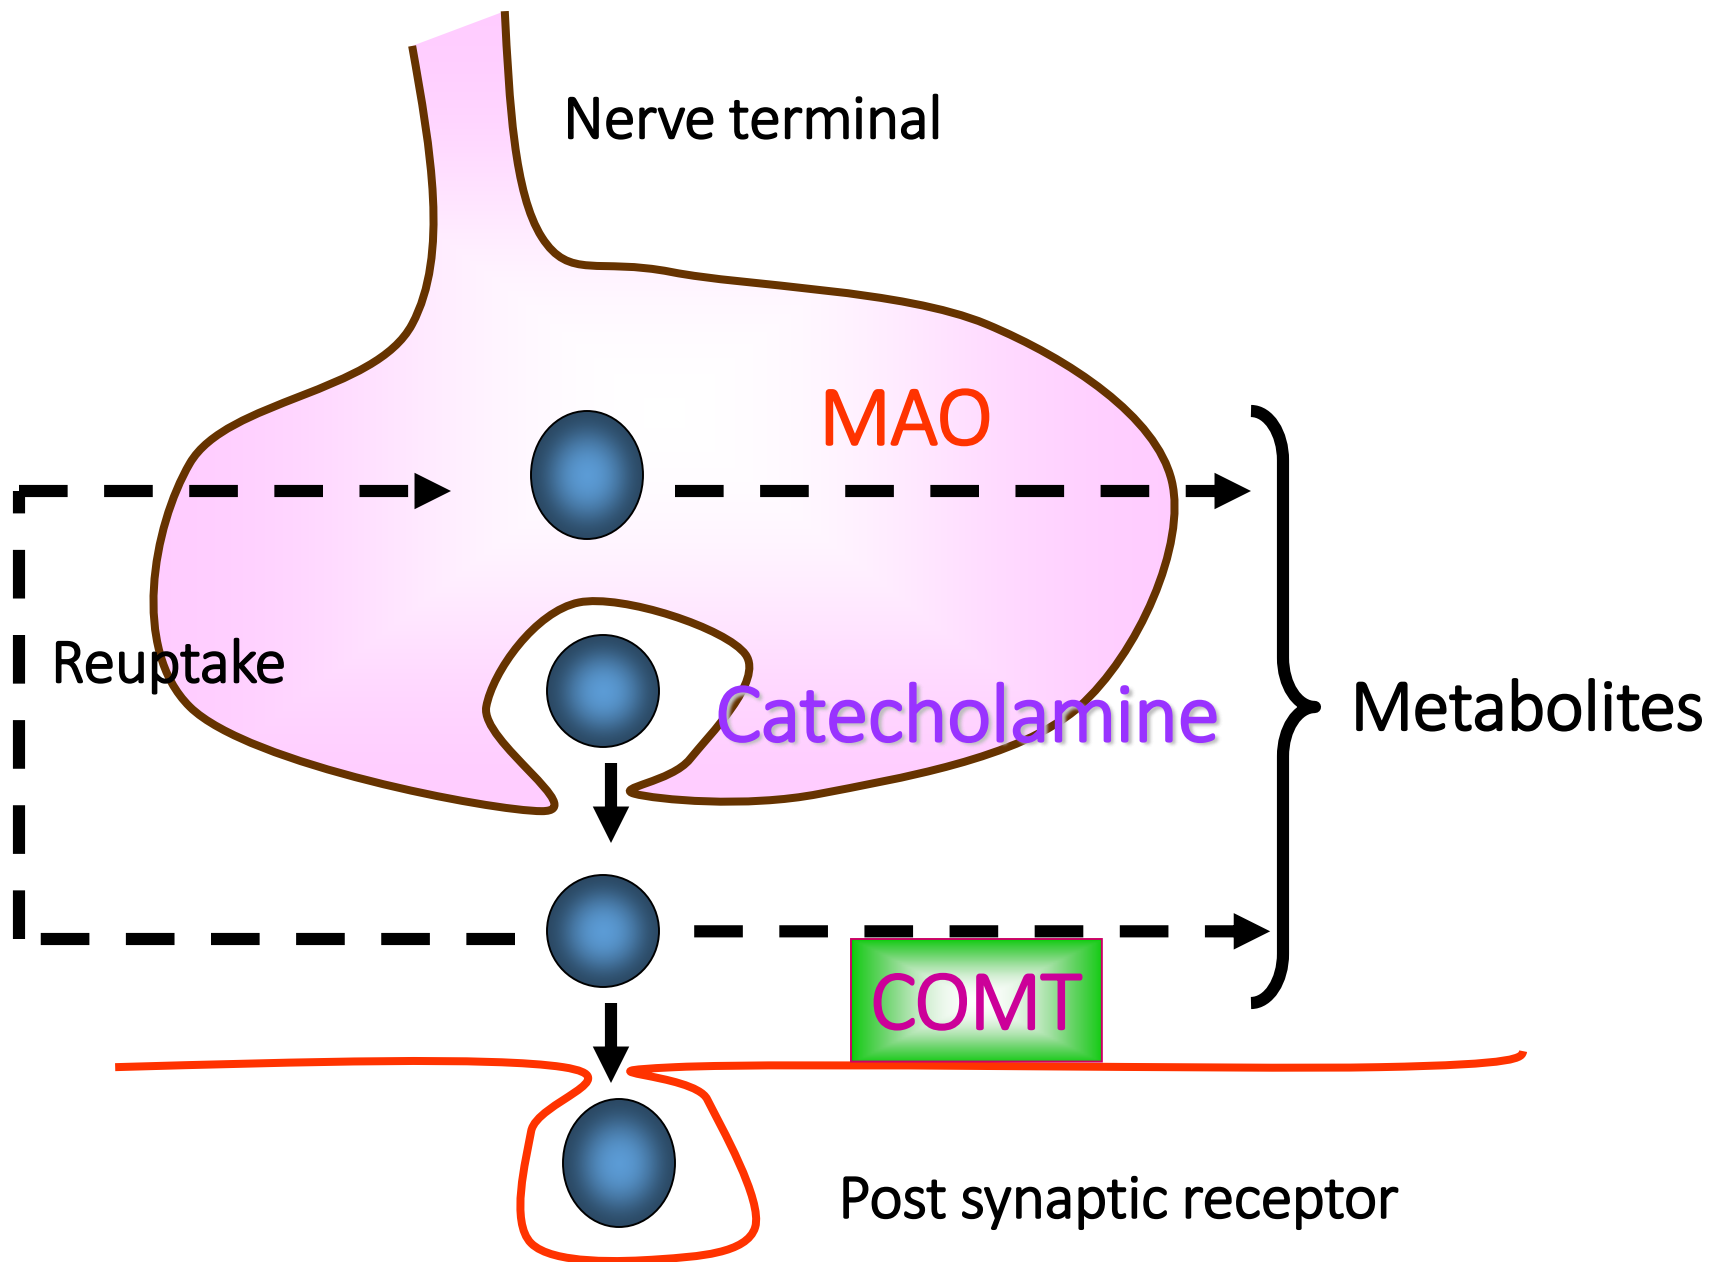 Nerve terminal
MAO
Reuptake
Catecholamine
Metabolites
COMT
Post synaptic receptor